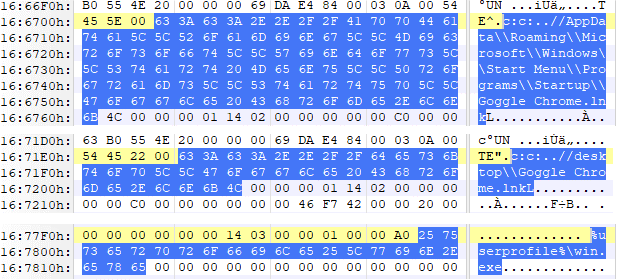 16:66F0h: B0 55 4E 20 00 00 00 69 DA E4 84 00 03 0A 00 54 °UN ...iÚä„....T
16:6700h: 45 5E 00 63 3A 63 3A 2E 2E 2F 2F 41 70 70 44 61 E^.c:c:..//AppDa
16:6710h: 74 61 5C 5C 52 6F 61 6D 69 6E 67 5C 5C 4D 69 63 ta\\Roaming\\Mic
16:6720h: 72 6F 73 6F 66 74 5C 5C 57 69 6E 64 6F 77 73 5C rosoft\\Windows\
16:6730h: 5C 53 74 61 72 74 20 4D 65 6E 75 5C 5C 50 72 6F \Start Menu\\Pro
16:6740h: 67 72 61 6D 73 5C 5C 53 74 61 72 74 75 70 5C 5C grams\\Startup\\
16:6750h: 47 6F 67 67 6C 65 20 43 68 72 6F 6D 65 2E 6C 6E Goggle Chrome.ln
16:6760h: 6B 4C 00 00 00 01 14 02 00 00 00 00 00 C0 00 00 kL...........À..
16:71D0h: 63 B0 55 4E 20 00 00 00 69 DA E4 84 00 03 0A 00 c°UN ...iÚä„....
16:71E0h: 54 45 22 00 63 3A 63 3A 2E 2E 2F 2F 64 65 73 6B TE".c:c:..//desk
16:71F0h: 74 6F 70 5C 5C 47 6F 67 67 6C 65 20 43 68 72 6F top\\Goggle Chro
16:7200h: 6D 65 2E 6C 6E 6B 4C 00 00 00 01 14 02 00 00 00 me.lnkL.........
16:7210h: 00 00 C0 00 00 00 00 00 00 46 F7 42 00 00 20 00 ..À......F÷B.. .
16:77F0h: 00 00 00 00 00 00 14 03 00 00 01 00 00 A0 25 75 ............. %u
16:7800h: 73 65 72 70 72 6F 66 69 6C 65 25 5C 77 69 6E 2E serprofile%\win.
16:7810h: 65 78 65 00 00 00 00 00 00 00 00 00 00 00 00 00 exe.............